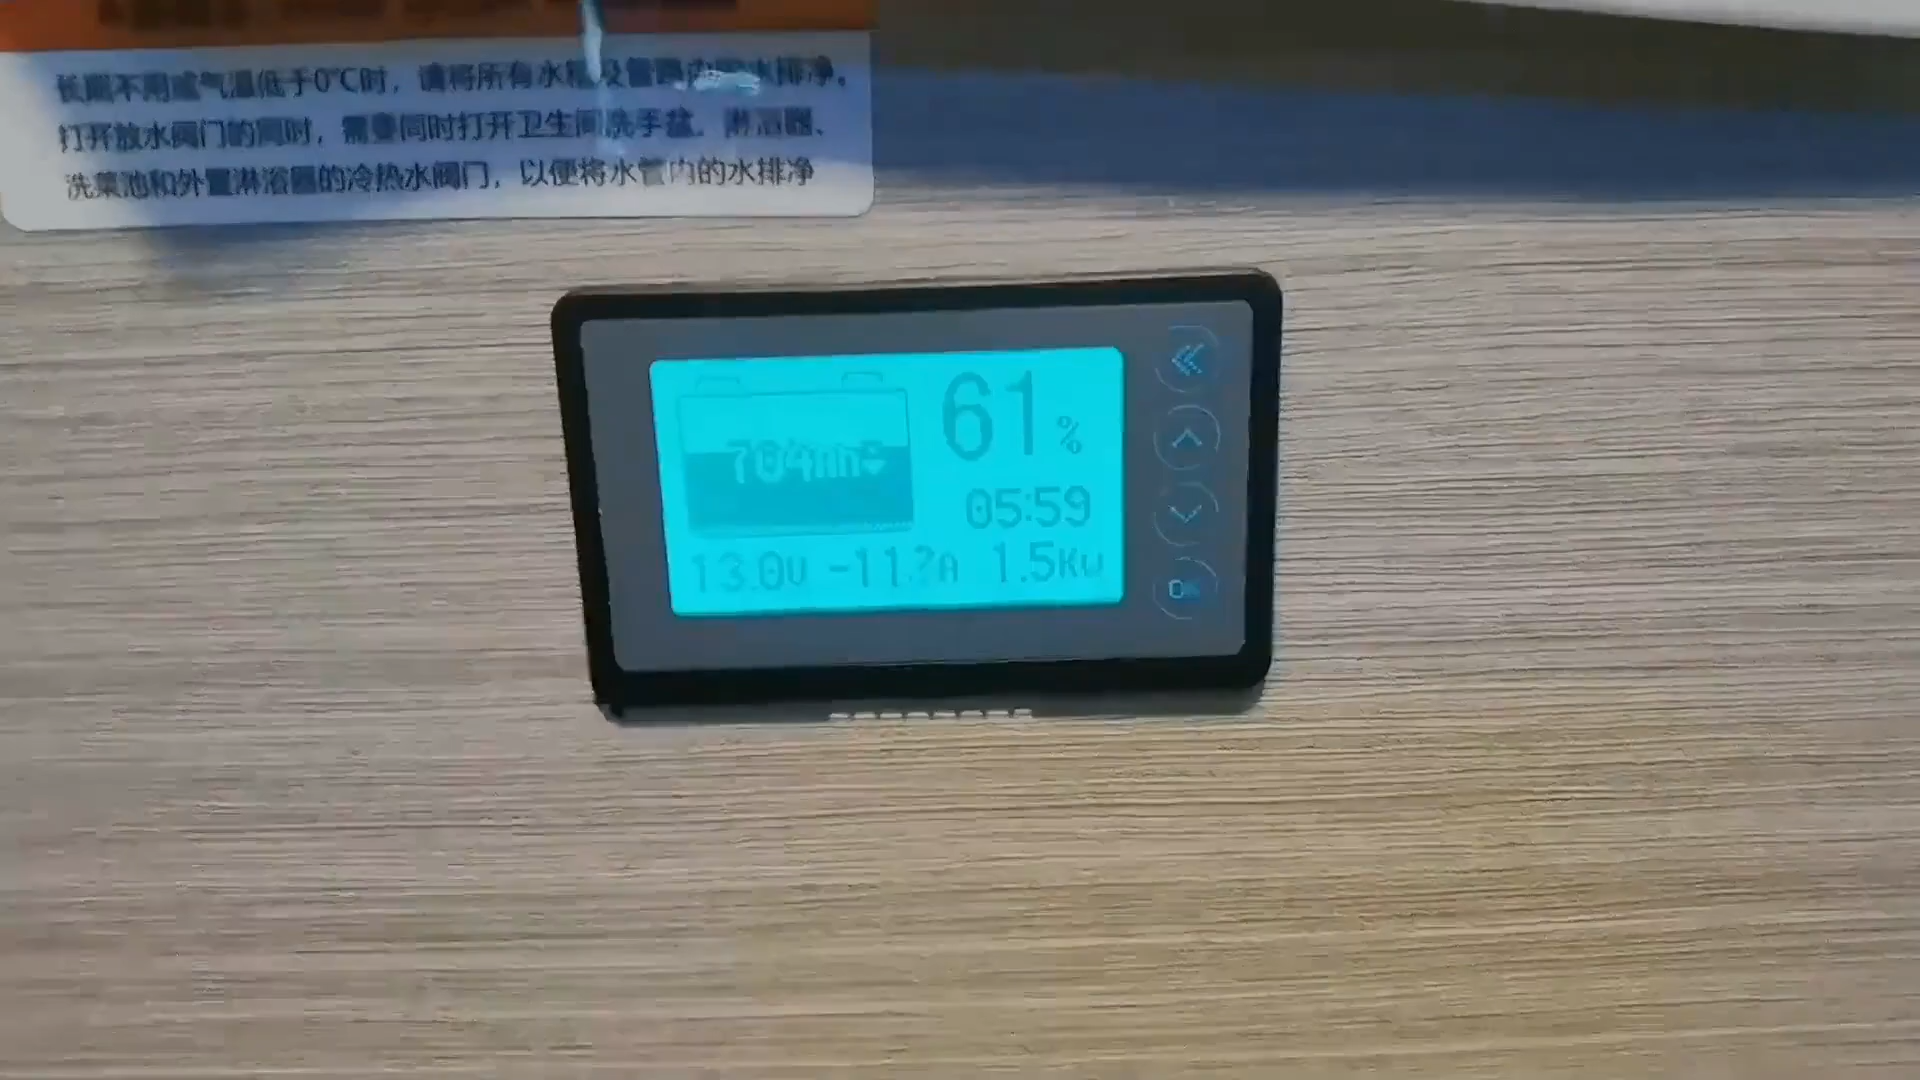 长期不用或气温低于0℃时，请将所有水箱及管路内的水排净。
打开放水阀门的同时，需要同时打开卫生间洗手盆、淋浴器、
洗菜池和外置淋浴器的冷热水阀门，以便将水管内的水排净
61%
05:59
13.0V 1.5Kw
OK